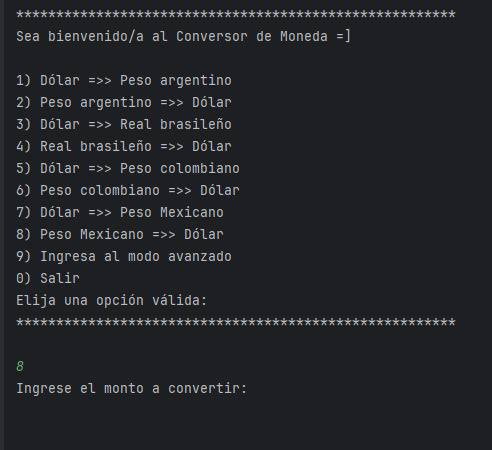 *******************************************************
Sea bienvenido/a al Conversor de Moneda =]
1) Dólar =>> Peso argentino
2) Peso argentino =>> Dólar
3) Dólar =>> Real brasileño
4) Real brasileño =>> Dólar
5) Dólar =>> Peso colombiano
6) Peso colombiano =>> Dólar
7) Dólar =>> Peso Mexicano
8) Peso Mexicano =>> Dólar
9) Ingresa al modo avanzado
0) Salir
Elija una opción válida:
*******************************************************
8
Ingrese el monto a convertir: